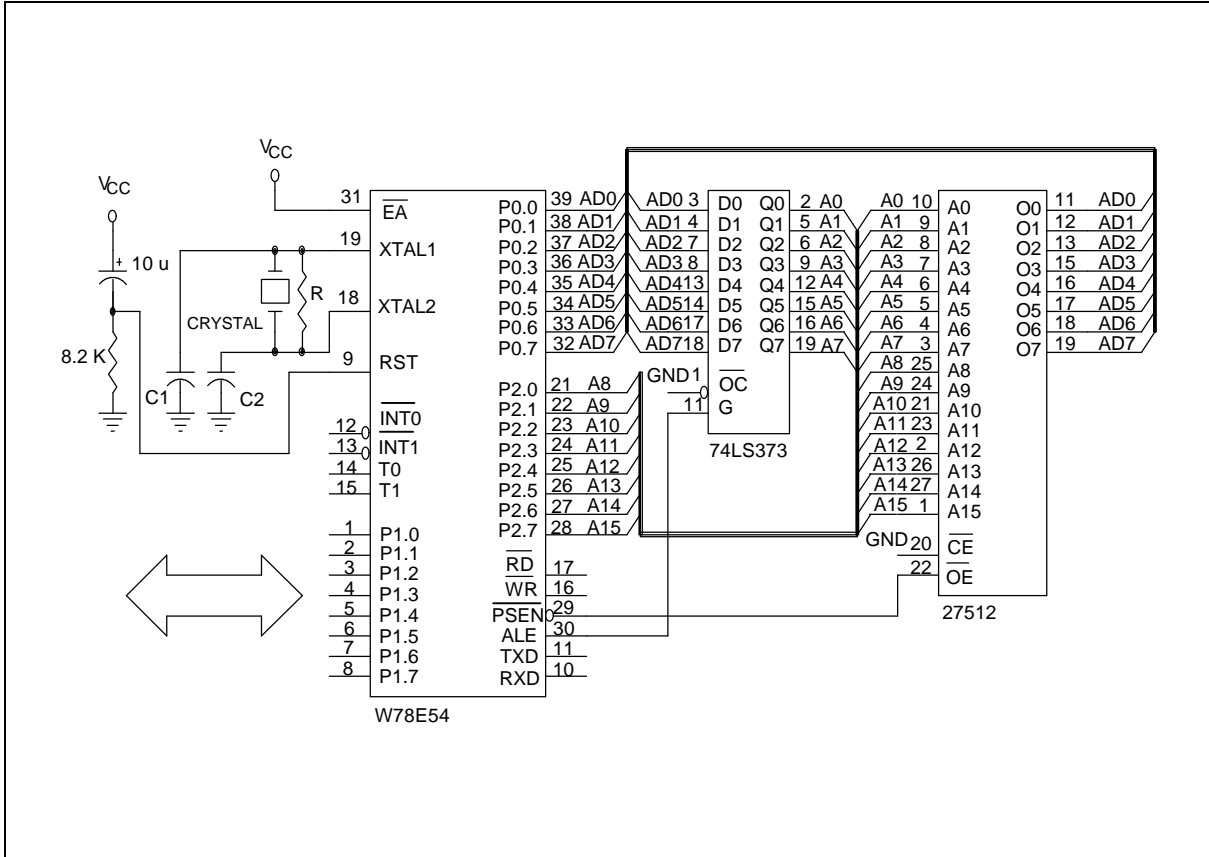 VCC
VCC
10 u
8.2 K
C1
C2
CRYSTAL
R
31 EA
19 XTAL1
18 XTAL2
9 RST
12 INT0
13 INT1
14 T0
15 T1
1 P1.0
2 P1.1
3 P1.2
4 P1.3
5 P1.4
6 P1.5
7 P1.6
8 P1.7
P0.0 39 AD0
P0.1 38 AD1
P0.2 37 AD2
P0.3 36 AD3
P0.4 35 AD4
P0.5 34 AD5
P0.6 33 AD6
P0.7 32 AD7
P2.0 21 A8
P2.1 22 A9
P2.2 23 A10
P2.3 24 A11
P2.4 25 A12
P2.5 26 A13
P2.6 27 A14
P2.7 28 A15
RD 17
WR 16
PSEN 29
ALE 30
TXD 11
RXD 10
W78E54
AD0 3 D0 Q0 2 A0
AD1 4 D1 Q1 5 A1
AD2 7 D2 Q2 6 A2
AD3 8 D3 Q3 9 A3
AD4 13 D4 Q4 12 A4
AD5 14 D5 Q5 15 A5
AD6 17 D6 Q6 16 A6
AD7 18 D7 Q7 19 A7
GND 1 OC
11 G
74LS373
A0 10 A0 O0 11 AD0
A1 9 A1 O1 12 AD1
A2 8 A2 O2 13 AD2
A3 7 A3 O3 15 AD3
A4 6 A4 O4 16 AD4
A5 5 A5 O5 17 AD5
A6 4 A6 O6 18 AD6
A7 3 A7 O7 19 AD7
A8 25 A8
A9 24 A9
A10 21 A10
A11 23 A11
A12 2 A12
A13 26 A13
A14 27 A14
A15 1 A15
GND 20 CE
22 OE
27512